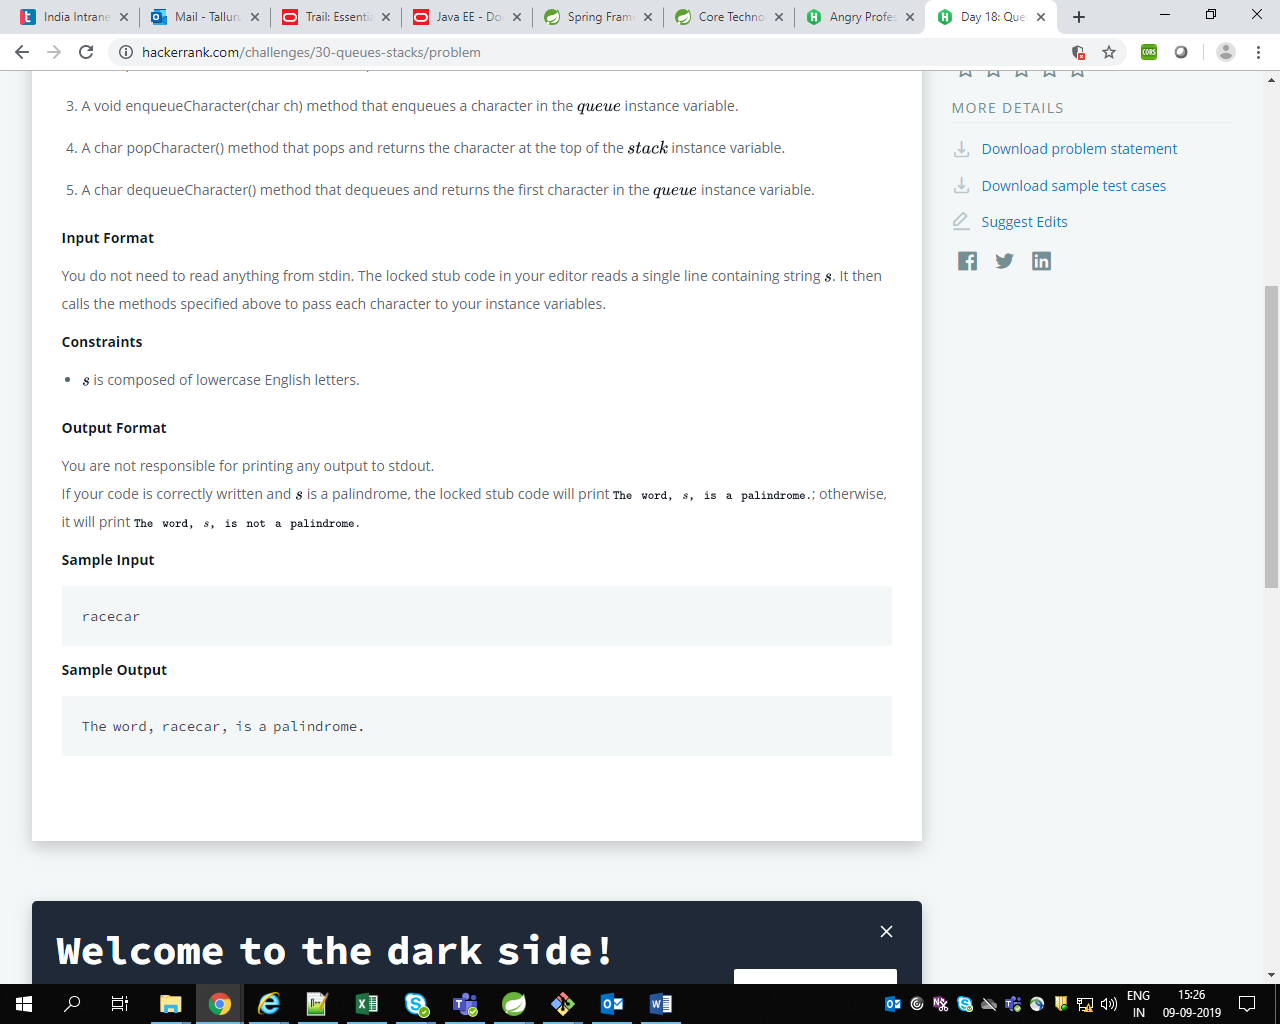 India Intrane
Mail - Tallur
Trail: Essentia
Java EE - Do
Spring Fram
Core Techno
Angry Profes
Day 18: Que
hackerrank.com/challenges/30-queues-stacks/problem
CORS
3. A void enqueueCharacter(char ch) method that enqueues a character in the queue instance variable.
4. A char popCharacter() method that pops and returns the character at the top of the stack instance variable.
5. A char dequeueCharacter() method that dequeues and returns the first character in the queue instance variable.
Input Format
You do not need to read anything from stdin. The locked stub code in your editor reads a single line containing string s. It then
calls the methods specified above to pass each character to your instance variables.
Constraints
• s is composed of lowercase English letters.
Output Format
You are not responsible for printing any output to stdout.
If your code is correctly written and s is a palindrome, the locked stub code will print The word, s, is a palindrome.; otherwise,
it will print The word, s, is not a palindrome.
Sample Input
racecar
Sample Output
The word, racecar, is a palindrome.
MORE DETAILS
Download problem statement
Download sample test cases
Suggest Edits
Welcome to the dark side!
ENG
IN
15:26
09-09-2019